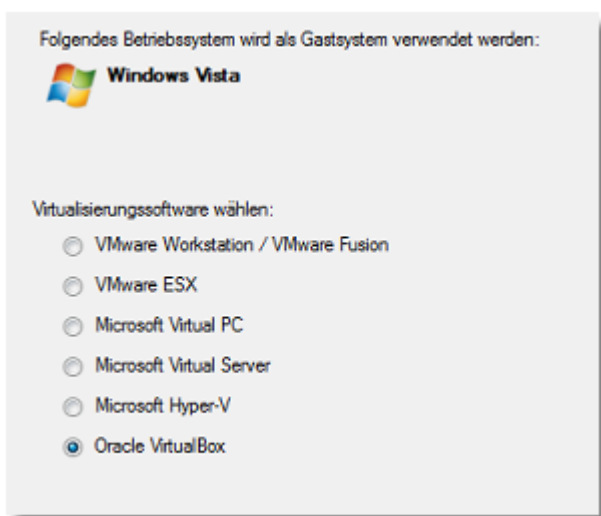 Folgendes Betriebssystem wird als Gastsystem verwendet werden:
Windows Vista
Virtualisierungssoftware wählen:
VMware Workstation / VMware Fusion
VMware ESX
Microsoft Virtual PC
Microsoft Virtual Server
Microsoft Hyper-V
Oracle VirtualBox